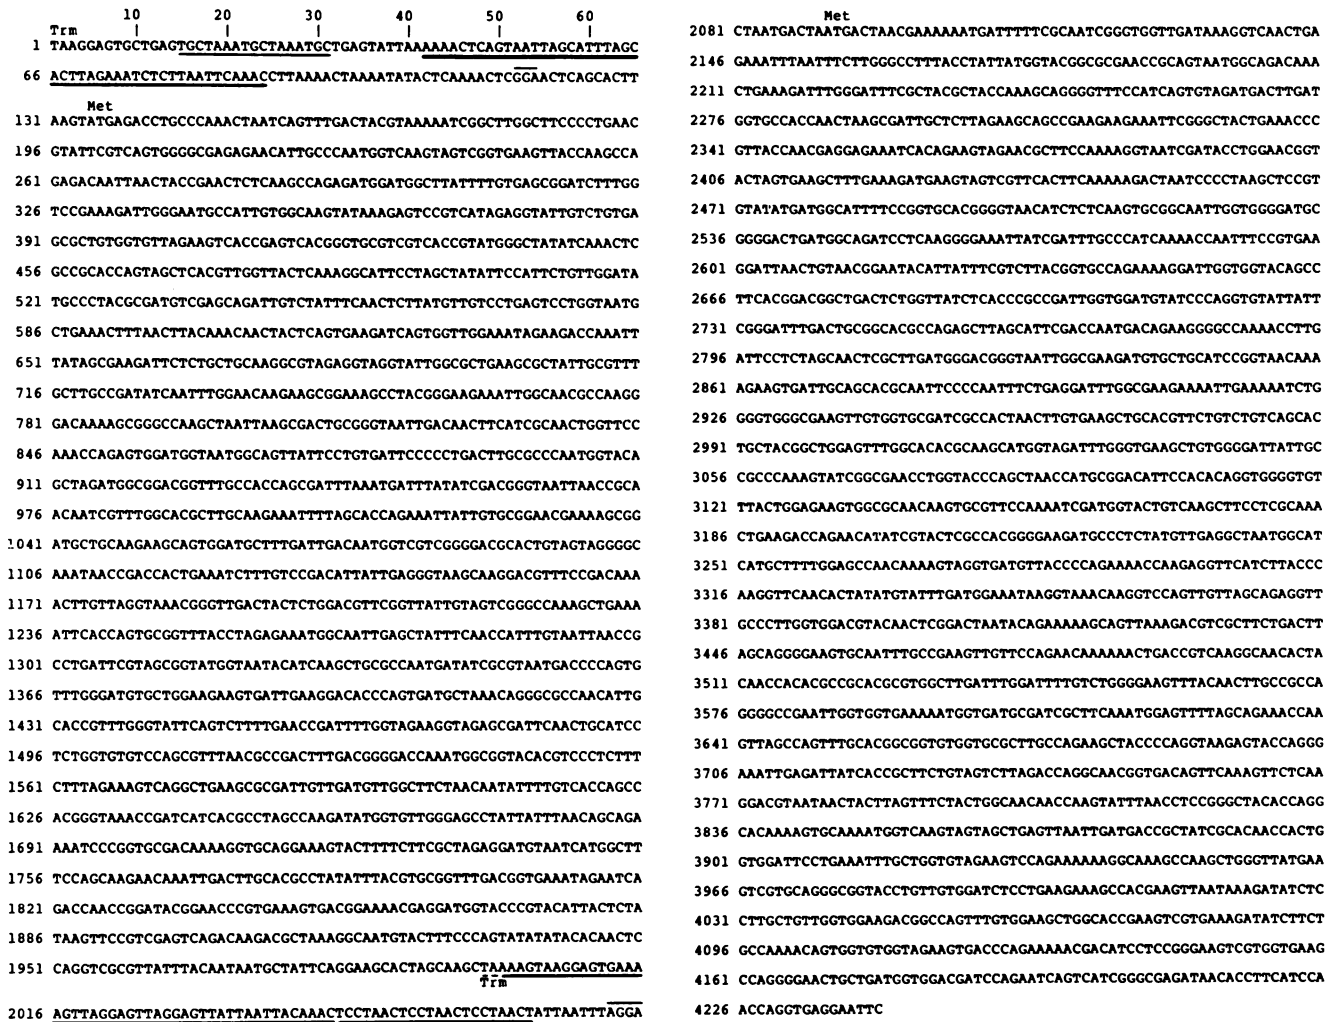 10 20 30 40 50 60
Trm
1 TAAGGAGTGCTGAGTGCTAAATGCTAAATGCTGAGTATTAAAAAACTCAGTAATTAGCATTTAGC
66 ACTTAGAAATCTCTTAATTCAAACCTTAAAACTAAAATATACTCAAAACTCGGAACTCAGCACTT
Met
131 AAGTATGAGACCTGCCCAAACTAATCAGTTTGACTACGTAAAAATCGGCTTGGCTTCCCCTGAAC
196 GTATTCGTCAGTGGGGCGAGAGAACATTGCCCAATGGTCAAGTAGTCGGTGAAGTTACCAAGCCA
261 GAGACAATTAACTACCGAACTCTCAAGCCAGAGATGGATGGCTTATTTTGTGAGCGGATCTTTGG
326 TCCGAAAGATTGGGAATGCCATTGTGGCAAGTATAAAGAGTCCGTCATAGAGGTATTGTCTGTGA
391 GCGCTGTGGTGTTAGAAGTCACCGAGTCACGGGTGCGTCGTCACCGTATGGGCTATATCAAACTC
456 GCCGCACCAGTAGCTCACGTTGGTTACTCAAAGGCATTCCTAGCTATATTCCATTCTGTTGGATA
521 TGCCCTACGCGATGTCGAGCAGATTGTCTATTTCAACTCTTATGTTGTCCTGAGTCCTGGTAATG
586 CTGAAACTTTAACTTACAAACAACTACTCAGTGAAGATCAGTGGTTGGAAATAGAAGACCAAATT
651 TATAGCGAAGATTCTCTGCTGCAAGGCGTAGAGGTAGGTATTGGCGCTGAAGCGCTATTGCGTTT
716 GCTTGCCGATATCAATTTGGAACAAGAAGCGGAAAGCCTACGGGAAGAAATTGGCAACGCCAAGG
781 GACAAAAGCGGGCCAAGCTAATTAAGCGACTGCGGGTAATTGACAACTTCATCGCAACTGGTTCC
846 AAACCAGAGTGGATGGTAATGGCAGTTATTCCTGTGATTCCCCCTGACTTGCGCCCAATGGTACA
911 GCTAGATGGCGGACGGTTTGCCACCAGCGATTTAAATGATTTATATCGACGGGTAATTAACCGCA
976 ACAATCGTTTGGCACGCTTGCAAGAAATTTTAGCACCAGAAATTATTGTGCGGAACGAAAAGCGG
1041 ATGCTGCAAGAAGCAGTGGATGCTTTGATTGACAATGGTCGTCGGGGACGCACTGTAGTAGGGGC
1106 AAATAACCGACCACTGAAATCTTTGTCCGACATTATTGAGGGTAAGCAAGGACGTTTCCGACAAA
1171 ACTTGTTAGGTAAACGGGTTGACTACTCTGGACGTTCGGTTATTGTAGTCGGGCCAAAGCTGAAA
1236 ATTCACCAGTGCGGTTTACCTAGAGAAATGGCAATTGAGCTATTTCAACCATTTGTAATTAACCG
1301 CCTGATTCGTAGCGGTATGGTAATACATCAAGCTGCGCCAATGATATCGCGTAATGACCCCAGTG
1366 TTTGGGATGTGCTGGAAGAAGTGATTGAAGGACACCCAGTGATGCTAAACAGGGCGCCAACATTG
1431 CACCGTTTGGGTATTCAGTCTTTTGAACCGATTTTGGTAGAAGGTAGAGCGATTCAACTGCATCC
1496 TCTGGTGTGTCCAGCGTTTAACGCCGACTTTGACGGGGACCAAATGGCGGTACACGTCCCTCTTT
1561 CTTTAGAAAGTCAGGCTGAAGCGCGATTGTTGATGTTGGCTTCTAACAATATTTTGTCACCAGCC
1626 ACGGGTAAACCGATCATCACGCCTAGCCAAGATATGGTGTTGGGAGCCTATTATTTAACAGCAGA
1691 AAATCCCGGTGCGACAAAAGGTGCAGGAAAGTACTTTTCTTCGCTAGAGGATGTAATCATGGCTT
1756 TCCAGCAAGAACAAATTGACTTGCACGCCTATATTTACGTGCGGTTTGACGGTGAAATAGAATCA
1821 GACCAACCGGATACGGAACCCGTGAAAGTGACGGAAAACGAGGATGGTACCCGTACATTACTCTA
1886 TAAGTTCCGTCGAGTCAGACAAGACGCTAAAGGCAATGTACTTTCCCAGTATATATACACAACTC
1951 CAGGTCGCGTTATTTACAATAATGCTATTCAGGAAGCACTAGCAAGCTAAAAGTAAGGAGTGAAA
Trm
2016 AGTTAGGAGTTAGGAGTTATTAATTACAAACTCCTAACTCCTAACTCCTAACTATTAATTTAGGA
Met
2081 CTAATGACTAATGACTAACGAAAAAATGATTTTTCGCAATCGGGTGGTTGATAAAGGTCAACTGA
2146 GAAATTTAATTTCTTGGGCCTTTACCTATTATGGTACGGCGCGAACCGCAGTAATGGCAGACAAA
2211 CTGAAAGATTTGGGATTTCGCTACGCTACCAAAGCAGGGGTTTCCATCAGTGTAGATGACTTGAT
2276 GGTGCCACCAACTAAGCGATTGCTCTTAGAAGCAGCCGAAGAAGAAATTCGGGCTACTGAAACCC
2341 GTTACCAACGAGGAGAAATCACAGAAGTAGAACGCTTCCAAAAGGTAATCGATACCTGGAACGGT
2406 ACTAGTGAAGCTTTGAAAGATGAAGTAGTCGTTCACTTCAAAAAGACTAATCCCCTAAGCTCCGT
2471 GTATATGATGGCATTTTCCGGTGCACGGGGTAACATCTCTCAAGTGCGGCAATTGGTGGGGATGC
2536 GGGGACTGATGGCAGATCCTCAAGGGGAAATTATCGATTTGCCCATCAAAACCAATTTCCGTGAA
2601 GGATTAACTGTAACGGAATACATTATTTCGTCTTACGGTGCCAGAAAAGGATTGGTGGTACAGCC
2666 TTCACGGACGGCTGACTCTGGTTATCTCACCCGCCGATTGGTGGATGTATCCCAGGTGTATTATT
2731 CGGGATTTGACTGCGGCACGCCAGAGCTTAGCATTCGACCAATGACAGAAGGGGCCAAAACCTTG
2796 ATTCCTCTAGCAACTCGCTTGATGGGACGGGTAATTGGCGAAGATGTGCTGCATCCGGTAACAAA
2861 AGAAGTGATTGCAGCACGCAATTCCCCAATTTCTGAGGATTTGGCGAAGAAAATTGAAAAATCTG
2926 GGGTGGGCGAAGTTGTGGTGCGATCGCCACTAACTTGTGAAGCTGCACGTTCTGTCTGTCAGCAC
2991 TGCTACGGCTGGAGTTTGGCACACGCAAGCATGGTAGATTTGGGTGAAGCTGTGGGGATTATTGC
3056 CGCCCAAAGTATCGGCGAACCTGGTACCCAGCTAACCATGCGGACATTCCACACAGGTGGGGTGT
3121 TTACTGGAGAAGTGGCGCAACAAGTGCGTTCCAAAATCGATGGTACTGTCAAGCTTCCTCGCAAA
3186 CTGAAGACCAGAACATATCGTACTCGCCACGGGGAAGATGCCCTCTATGTTGAGGCTAATGGCAT
3251 CATGCTTTTGGAGCCAACAAAAGTAGGTGATGTTACCCCAGAAAACCAAGAGGTTCATCTTACCC
3316 AAGGTTCAACACTATATGTATTTGATGGAAATAAGGTAAACAAGGTCCAGTTGTTAGCAGAGGTT
3381 GCCCTTGGTGGACGTACAACTCGGACTAATACAGAAAAAGCAGTTAAAGACGTCGCTTCTGACTT
3446 AGCAGGGGAAGTGCAATTTGCCGAAGTTGTTCCAGAACAAAAAACTGACCGTCAAGGCAACACTA
3511 CAACCACACGCCGCACGCGTGGCTTGATTTGGATTTTGTCTGGGGAAGTTTACAACTTGCCGCCA
3576 GGGGCCGAATTGGTGGTGAAAAATGGTGATGCGATCGCTTCAAATGGAGTTTTAGCAGAAACCAA
3641 GTTAGCCAGTTTGCACGGCGGTGTGGTGCGCTTGCCAGAAGCTACCCCAGGTAAGAGTACCAGGG
3706 AAATTGAGATTATCACCGCTTCTGTAGTCTTAGACCAGGCAACGGTGACAGTTCAAAGTTCTCAA
3771 GGACGTAATAACTACTTAGTTTCTACTGGCAACAACCAAGTATTTAACCTCCGGGCTACACCAGG
3836 CACAAAAGTGCAAAATGGTCAAGTAGTAGCTGAGTTAATTGATGACCGCTATCGCACAACCACTG
3901 GTGGATTCCTGAAATTTGCTGGTGTAGAAGTCCAGAAAAAAGGCAAAGCCAAGCTGGGTTATGAA
3966 GTCGTGCAGGGCGGTACCTGTTGTGGATCTCCTGAAGAAAGCCACGAAGTTAATAAAGATATCTC
4031 CTTGCTGTTGGTGGAAGACGGCCAGTTTGTGGAAGCTGGCACCGAAGTCGTGAAAGATATCTTCT
4096 GCCAAAACAGTGGTGTGGTAGAAGTGACCCAGAAAAACGACATCCTCCGGGAAGTCGTGGTGAAG
4161 CCAGGGGAACTGCTGATGGTGGACGATCCAGAATCAGTCATCGGGCGAGATAACACCTTCATCCA
4226 ACCAGGTGAGGAATTC